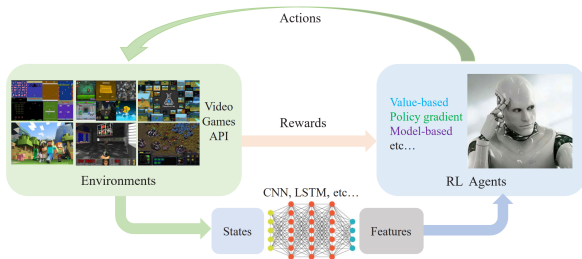 Actions
Video
Games
API
Environments
Rewards
Value-based
Policy gradient
Model-based
etc...
RL Agents
CNN, LSTM, etc...
States
Features